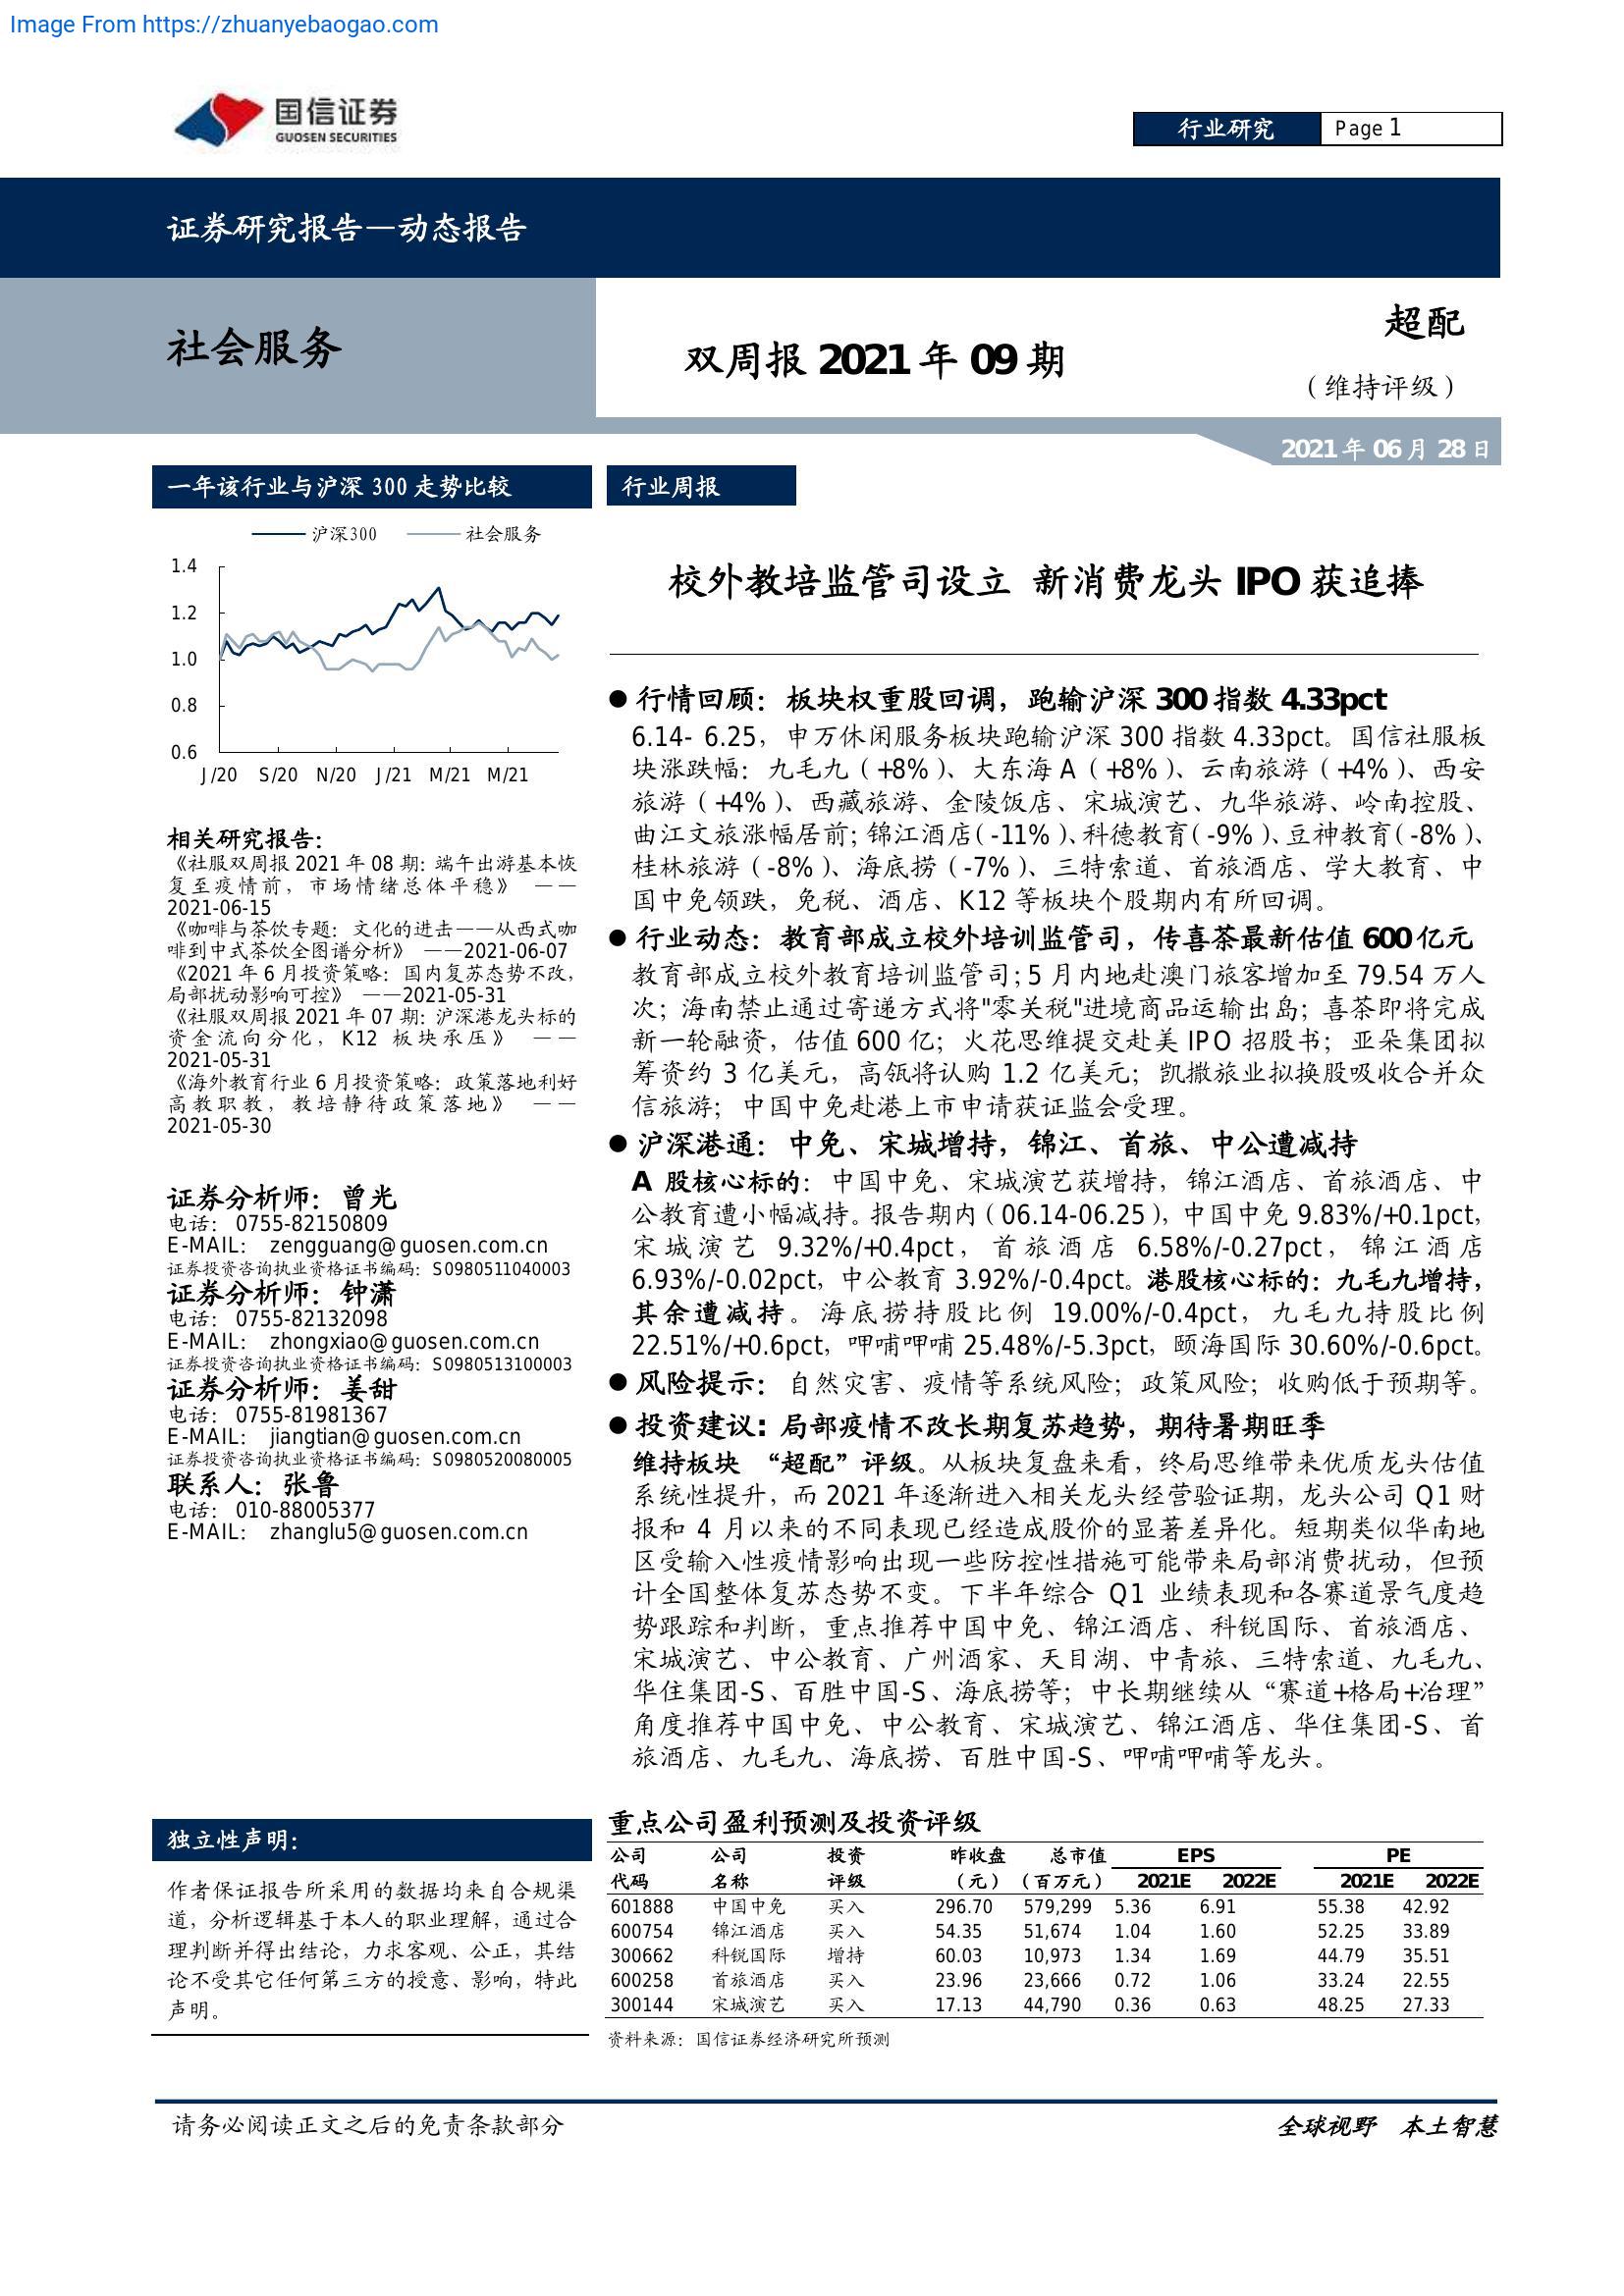 Image From https://zhuanyebaogao.com
国信证券
GUOSEN SECURITIES
行业研究 Page 1
证券研究报告—动态报告
社会服务
双周报 2021 年 09 期
超配
（维持评级）
2021 年 06 月 28 日
一年该行业与沪深 300 走势比较
沪深300 社会服务
1.4
1.2
1.0
0.8
0.6
J/20 S/20 N/20 J/21 M/21 M/21
相关研究报告：
《社服双周报 2021 年 08 期：端午出游基本恢
复至疫情前，市场情绪总体平稳》 ——
2021-06-15
《咖啡与茶饮专题：文化的进击——从西式咖
啡到中式茶饮全图谱分析》 ——2021-06-07
《2021 年 6 月投资策略：国内复苏态势不改，
局部扰动影响可控》 ——2021-05-31
《社服双周报 2021 年 07 期：沪深港龙头标的
资金流向分化，K12 板块承压》 ——
2021-05-31
《海外教育行业 6 月投资策略：政策落地利好
高教职教，教培静待政策落地》 ——
2021-05-30
证券分析师：曾光
电话： 0755-82150809
E-MAIL： zengguang@guosen.com.cn
证券投资咨询执业资格证书编码：S0980511040003
证券分析师：钟潇
电话： 0755-82132098
E-MAIL： zhongxiao@guosen.com.cn
证券投资咨询执业资格证书编码：S0980513100003
证券分析师：姜甜
电话： 0755-81981367
E-MAIL： jiangtian@guosen.com.cn
证券投资咨询执业资格证书编码：S0980520080005
联系人：张鲁
电话： 010-88005377
E-MAIL： zhanglu5@guosen.com.cn
独立性声明：
作者保证报告所采用的数据均来自合规渠
道，分析逻辑基于本人的职业理解，通过合
理判断并得出结论，力求客观、公正，其结
论不受其它任何第三方的授意、影响，特此
声明。
行业周报
校外教培监管司设立 新消费龙头 IPO 获追捧
● 行情回顾：板块权重股回调，跑输沪深 300 指数 4.33pct
6.14- 6.25，申万休闲服务板块跑输沪深 300 指数 4.33pct。国信社服板
块涨跌幅：九毛九（+8%）、大东海 A（+8%）、云南旅游（+4%）、西安
旅游（+4%）、西藏旅游、金陵饭店、宋城演艺、九华旅游、岭南控股、
曲江文旅涨幅居前；锦江酒店（-11%）、科德教育（-9%）、豆神教育（-8%）、
桂林旅游（-8%）、海底捞（-7%）、三特索道、首旅酒店、学大教育、中
国中免领跌，免税、酒店、K12 等板块个股期内有所回调。
● 行业动态：教育部成立校外培训监管司，传喜茶最新估值 600 亿元
教育部成立校外教育培训监管司；5 月内地赴澳门旅客增加至 79.54 万人
次；海南禁止通过寄递方式将"零关税"进境商品运输出岛；喜茶即将完成
新一轮融资，估值 600 亿；火花思维提交赴美 IPO 招股书；亚朵集团拟
筹资约 3 亿美元，高瓴将认购 1.2 亿美元；凯撒旅业拟换股吸收合并众
信旅游；中国中免赴港上市申请获证监会受理。
● 沪深港通：中免、宋城增持，锦江、首旅、中公遭减持
A 股核心标的：中国中免、宋城演艺获增持，锦江酒店、首旅酒店、中
公教育遭小幅减持。报告期内（06.14-06.25），中国中免 9.83%/+0.1pct，
宋城演艺 9.32%/+0.4pct，首旅酒店 6.58%/-0.27pct，锦江酒店
6.93%/-0.02pct，中公教育 3.92%/-0.4pct。港股核心标的：九毛九增持，
其余遭减持。海底捞持股比例 19.00%/-0.4pct，九毛九持股比例
22.51%/+0.6pct，呷哺呷哺 25.48%/-5.3pct，颐海国际 30.60%/-0.6pct。
● 风险提示：自然灾害、疫情等系统风险；政策风险；收购低于预期等。
● 投资建议：局部疫情不改长期复苏趋势，期待暑期旺季
维持板块 “超配”评级。从板块复盘来看，终局思维带来优质龙头估值
系统性提升，而 2021 年逐渐进入相关龙头经营验证期，龙头公司 Q1 财
报和 4 月以来的不同表现已经造成股价的显著差异化。短期类似华南地
区受输入性疫情影响出现一些防控性措施可能带来局部消费扰动，但预
计全国整体复苏态势不变。下半年综合 Q1 业绩表现和各赛道景气度趋
势跟踪和判断，重点推荐中国中免、锦江酒店、科锐国际、首旅酒店、
宋城演艺、中公教育、广州酒家、天目湖、中青旅、三特索道、九毛九、
华住集团-S、百胜中国-S、海底捞等；中长期继续从“赛道+格局+治理”
角度推荐中国中免、中公教育、宋城演艺、锦江酒店、华住集团-S、首
旅酒店、九毛九、海底捞、百胜中国-S、呷哺呷哺等龙头。
重点公司盈利预测及投资评级
公司 公司 投资 昨收盘 总市值 EPS PE
代码 名称 评级 （元） （百万元） 2021E 2022E 2021E 2022E
601888 中国中免 买入 296.70 579,299 5.36 6.91 55.38 42.92
600754 锦江酒店 买入 54.35 51,674 1.04 1.60 52.25 33.89
300662 科锐国际 增持 60.03 10,973 1.34 1.69 44.79 35.51
600258 首旅酒店 买入 23.96 23,666 0.72 1.06 33.24 22.55
300144 宋城演艺 买入 17.13 44,790 0.36 0.63 48.25 27.33
资料来源：国信证券经济研究所预测
请务必阅读正文之后的免责条款部分
全球视野 本土智慧